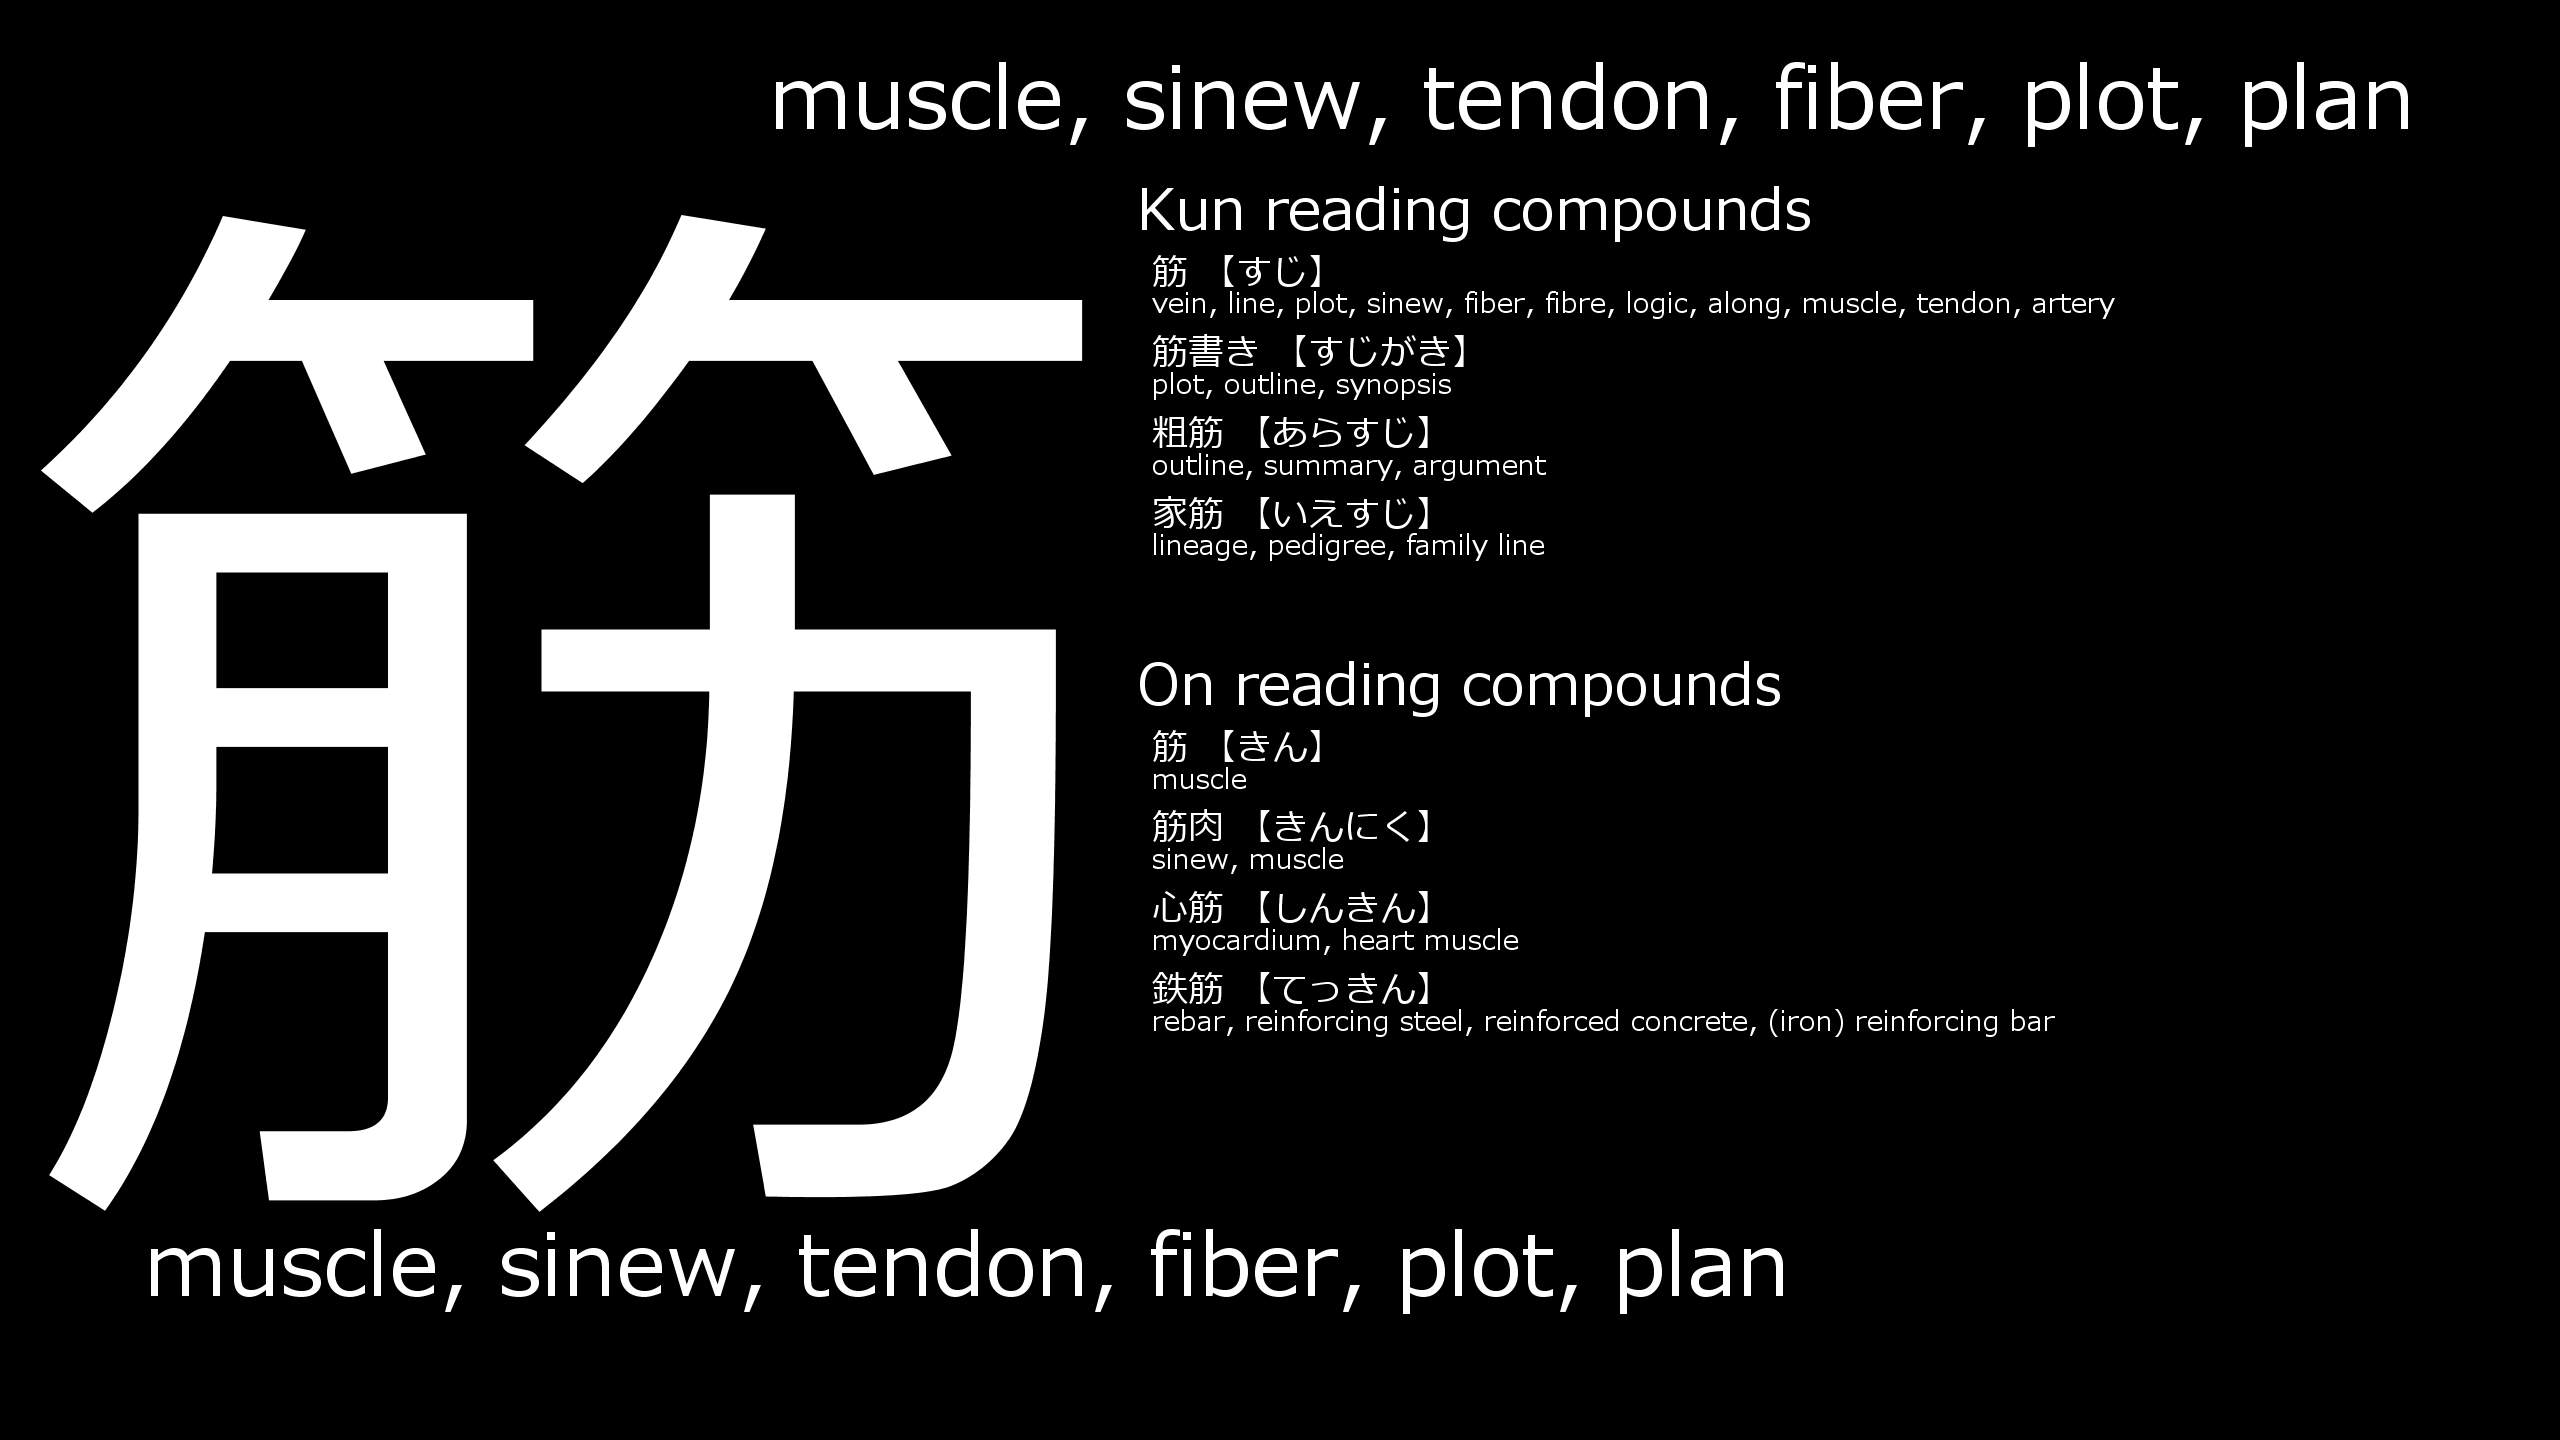 muscle, sinew, tendon, fiber, plot, plan
筋
Kun reading compounds
筋 【すじ】
vein, line, plot, sinew, fiber, fibre, logic, along, muscle, tendon, artery
筋書き 【すじがき】
plot, outline, synopsis
粗筋 【あらすじ】
outline, summary, argument
家筋 【いえすじ】
lineage, pedigree, family line
On reading compounds
筋 【きん】
muscle
筋肉 【きんにく】
sinew, muscle
心筋 【しんきん】
myocardium, heart muscle
鉄筋 【てっきん】
rebar, reinforcing steel, reinforced concrete, (iron) reinforcing bar
muscle, sinew, tendon, fiber, plot, plan